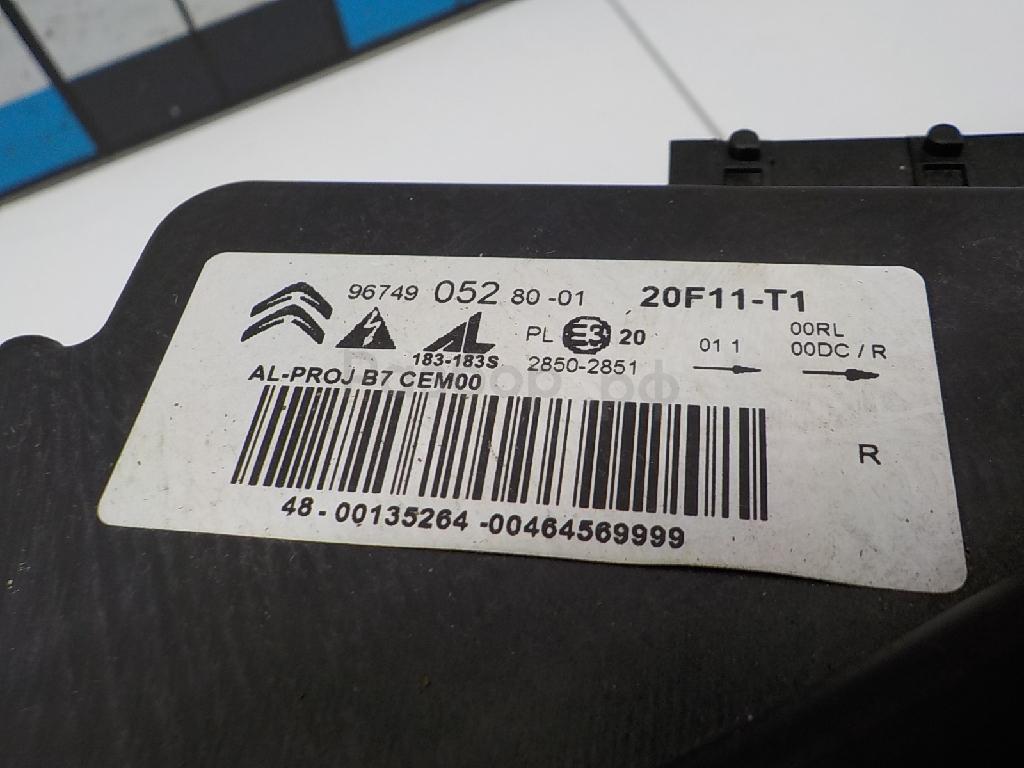 96749 052 80 -01 20F11-T1
AL
183-183S
PL E3 20
2850-2851
01 1
00RL
00DC / R
AL-PROJ B7 CEM00
R
48 - 00135264 -00464569999